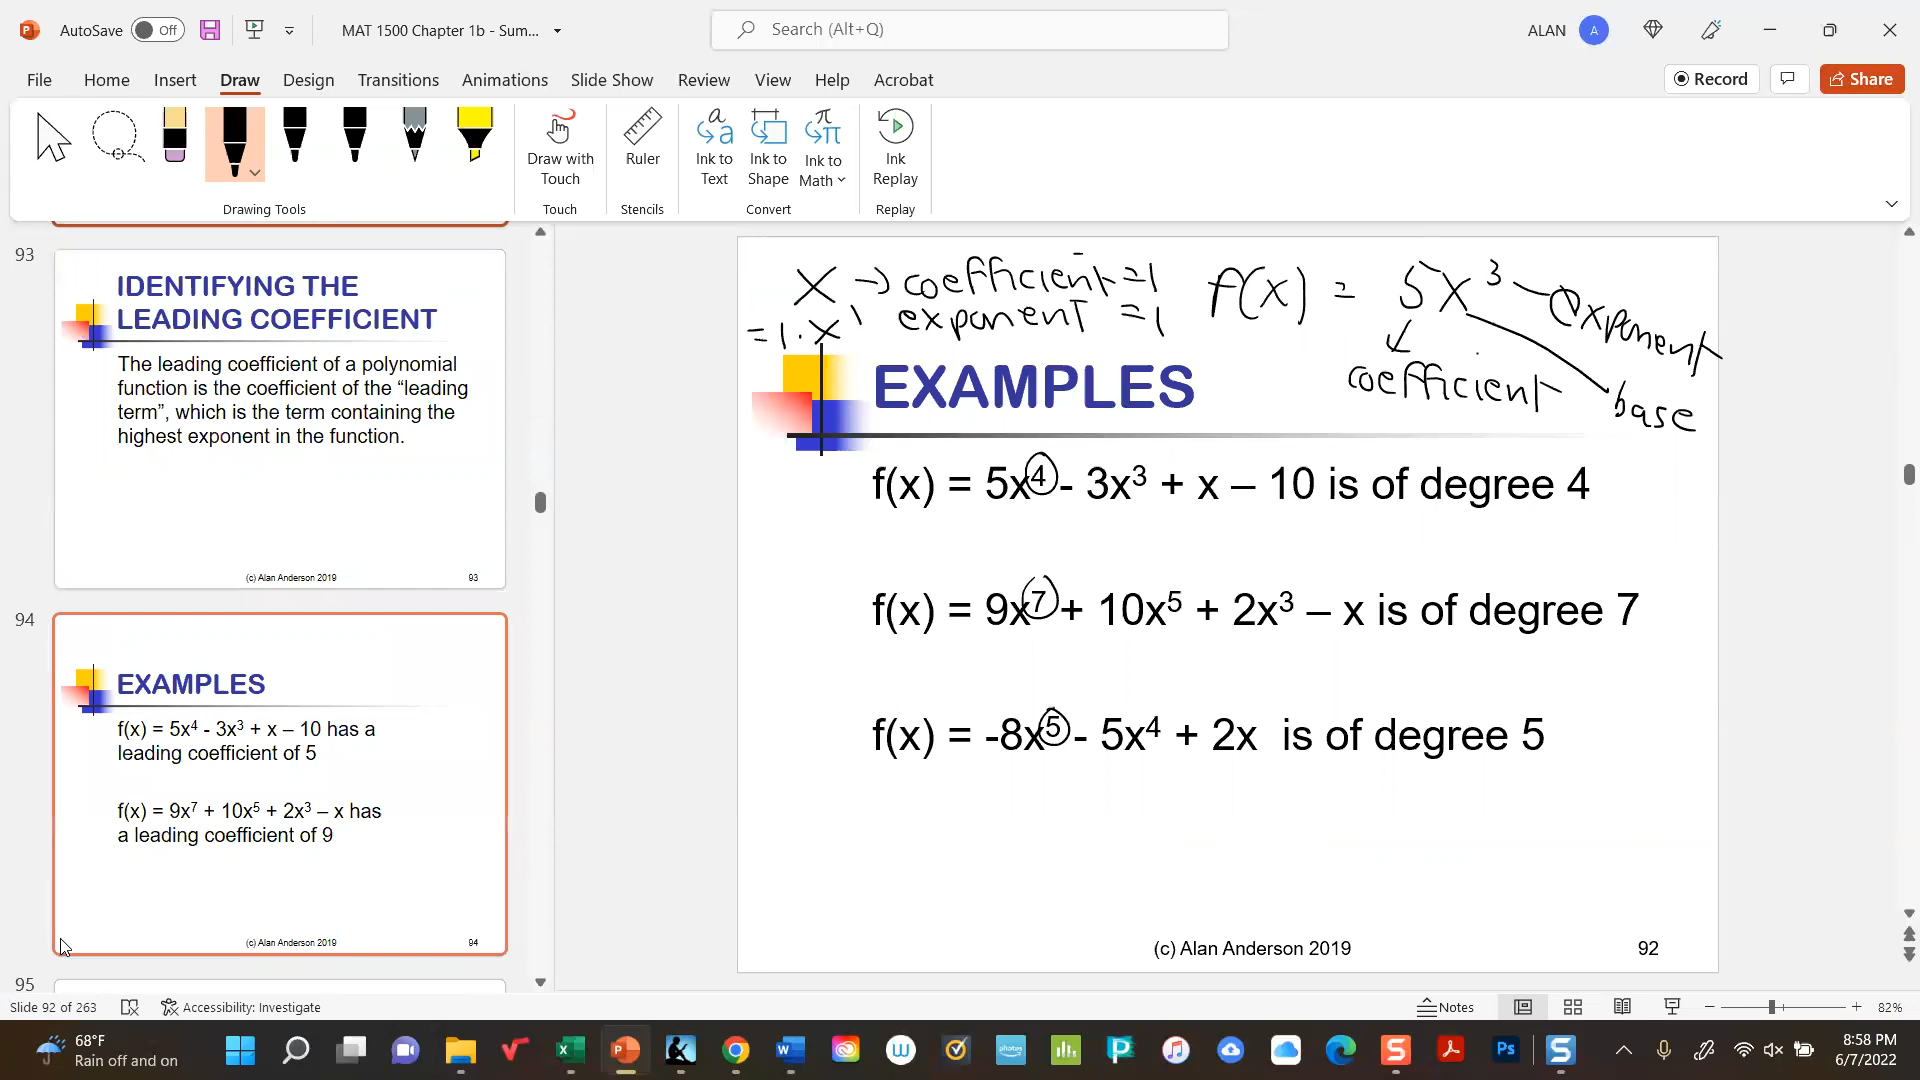 AutoSave Off MAT 1500 Chapter 1b - Sum... Search (Alt+Q) ALAN A
File Home Insert Draw Design Transitions Animations Slide Show Review View Help Acrobat Record Share
Draw with Touch
Ruler
Ink to Text
Ink to Shape
Ink to Math
Ink Replay
Drawing Tools Touch Stencils Convert Replay
93
IDENTIFYING THE
LEADING COEFFICIENT
The leading coefficient of a polynomial
function is the coefficient of the “leading
term”, which is the term containing the
highest exponent in the function.
(c) Alan Anderson 2019 93
94
EXAMPLES
f(x) = 5x⁴ - 3x³ + x – 10 has a
leading coefficient of 5
f(x) = 9x⁷ + 10x⁵ + 2x³ – x has
a leading coefficient of 9
(c) Alan Anderson 2019 94
95
x → coefficient = 1
= 1 · x¹ exponent = 1
f(x) = 5x³ exponent
coefficient
base
EXAMPLES
f(x) = 5x⁴ - 3x³ + x – 10 is of degree 4
f(x) = 9x⁷ + 10x⁵ + 2x³ – x is of degree 7
f(x) = -8x⁵ - 5x⁴ + 2x is of degree 5
(c) Alan Anderson 2019 92
Slide 92 of 263 Accessibility: Investigate Notes 82%
68°F
Rain off and on
8:58 PM
6/7/2022